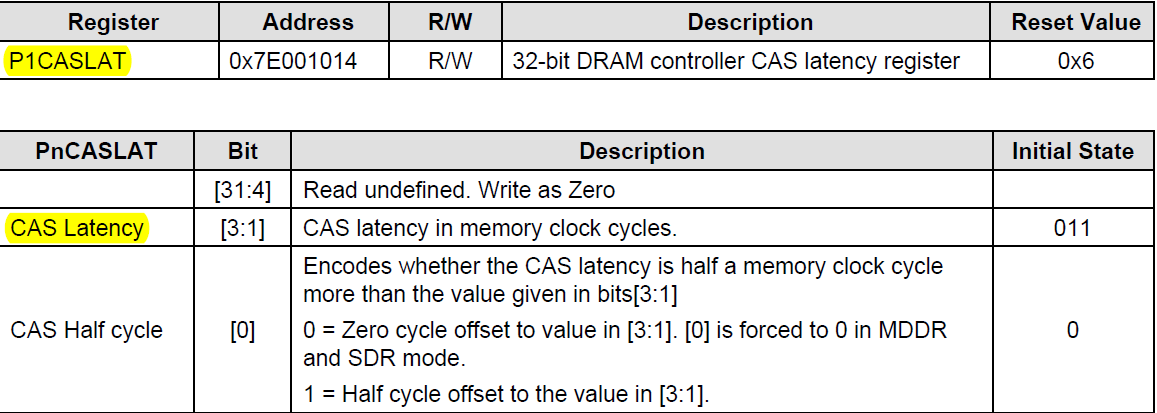 Register Address R/W Description Reset Value
P1CASLAT 0x7E001014 R/W 32-bit DRAM controller CAS latency register 0x6
PnCASLAT Bit Description Initial State
[31:4] Read undefined. Write as Zero
CAS Latency [3:1] CAS latency in memory clock cycles. 011
Encodes whether the CAS latency is half a memory clock cycle
more than the value given in bits[3:1]
CAS Half cycle [0] 0 = Zero cycle offset to value in [3:1]. [0] is forced to 0 in MDDR 0
and SDR mode.
1 = Half cycle offset to the value in [3:1].